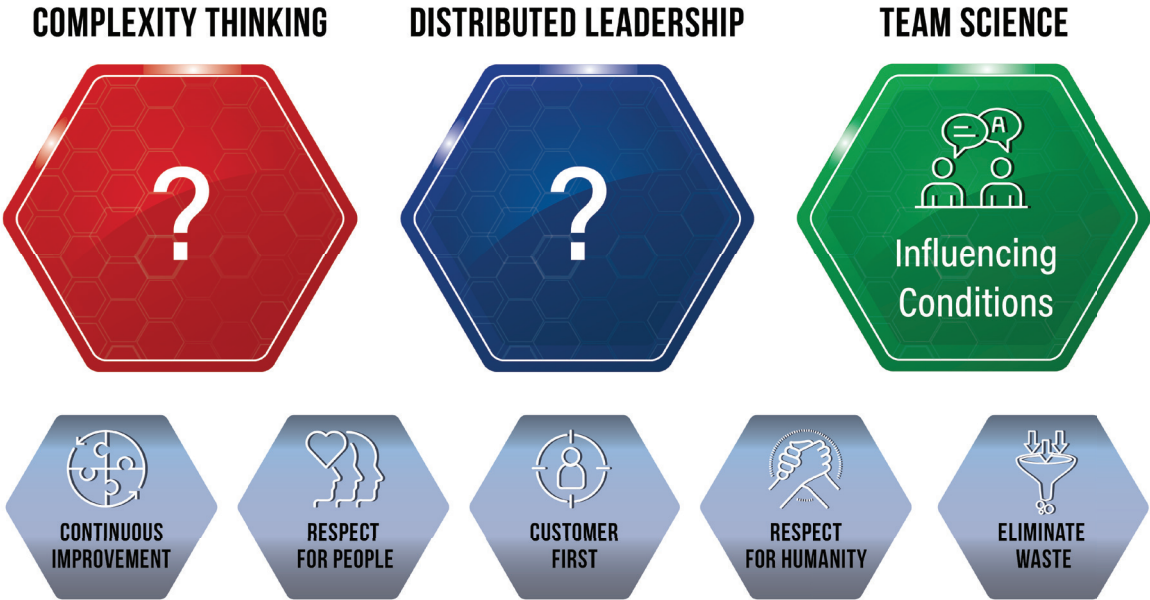 COMPLEXITY THINKING
DISTRIBUTED LEADERSHIP
TEAM SCIENCE
?
?
A
Influencing
Conditions
CONTINUOUS
IMPROVEMENT
RESPECT
FOR PEOPLE
CUSTOMER
FIRST
RESPECT
FOR HUMANITY
ELIMINATE
WASTE